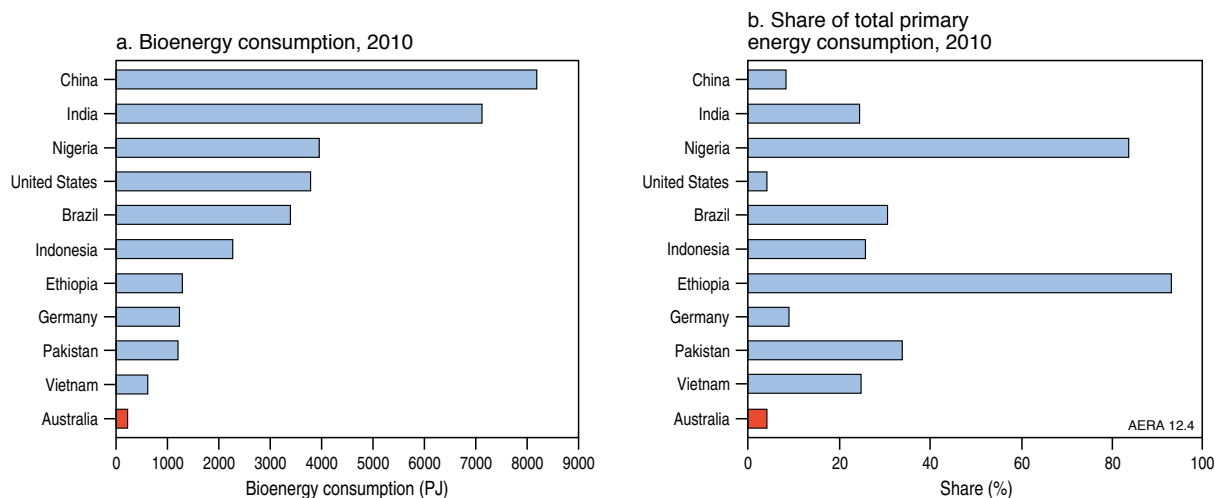 a. Bioenergy consumption, 2010
China
India
Nigeria
United States
Brazil
Indonesia
Ethiopia
Germany
Pakistan
Vietnam
Australia
0 1000 2000 3000 4000 5000 6000 7000 8000 9000
Bioenergy consumption (PJ)
b. Share of total primary
energy consumption, 2010
China
India
Nigeria
United States
Brazil
Indonesia
Ethiopia
Germany
Pakistan
Vietnam
Australia
AERA 12.4
0 20 40 60 80 100
Share (%)